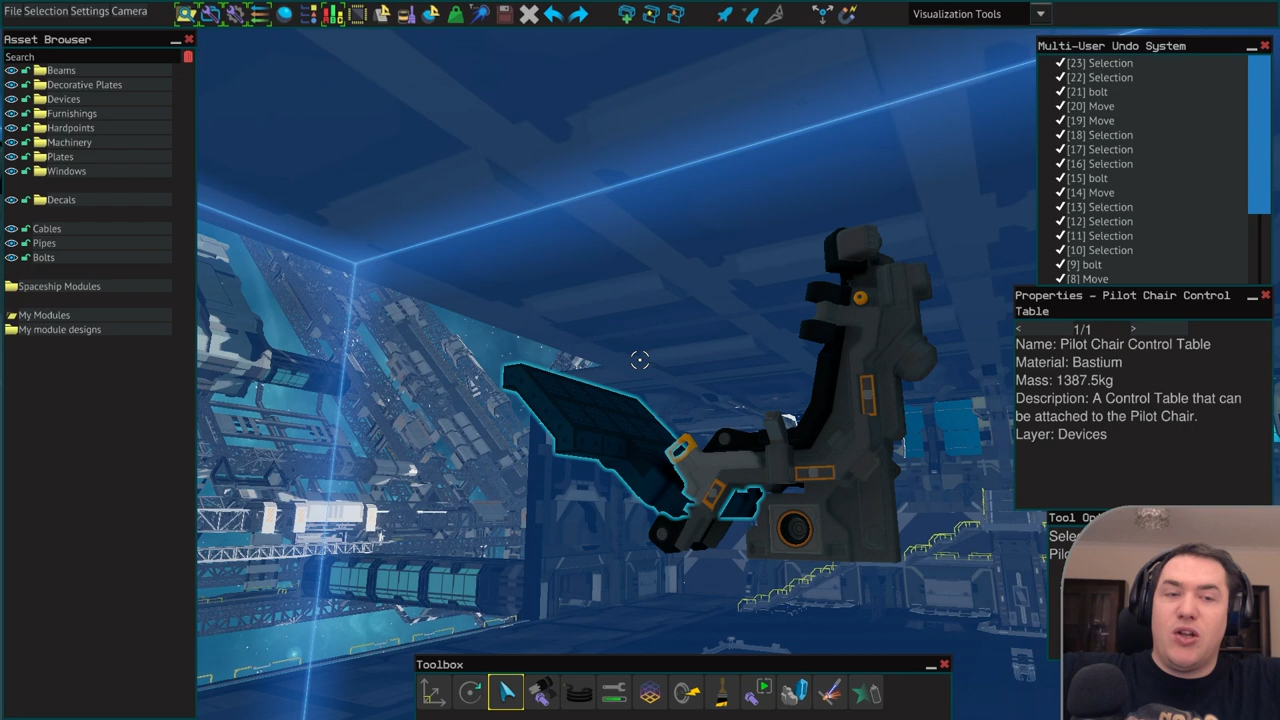 File Selection Settings Camera
Visualization Tools
Asset Browser
Search
Beams
Decorative Plates
Devices
Furnishings
Hardpoints
Machinery
Plates
Windows
Decals
Cables
Pipes
Bolts
Spaceship Modules
My Modules
My module designs
Multi-User Undo System
[23] Selection
[22] Selection
[21] bolt
[20] Move
[19] Move
[18] Selection
[17] Selection
[16] Selection
[15] bolt
[14] Move
[13] Selection
[12] Selection
[11] Selection
[10] Selection
[9] bolt
[8] Move
Properties - Pilot Chair Control
Table
< 1/1 >
Name: Pilot Chair Control Table
Material: Bastium
Mass: 1387.5kg
Description: A Control Table that can
be attached to the Pilot Chair.
Layer: Devices
Tool
Toolbox